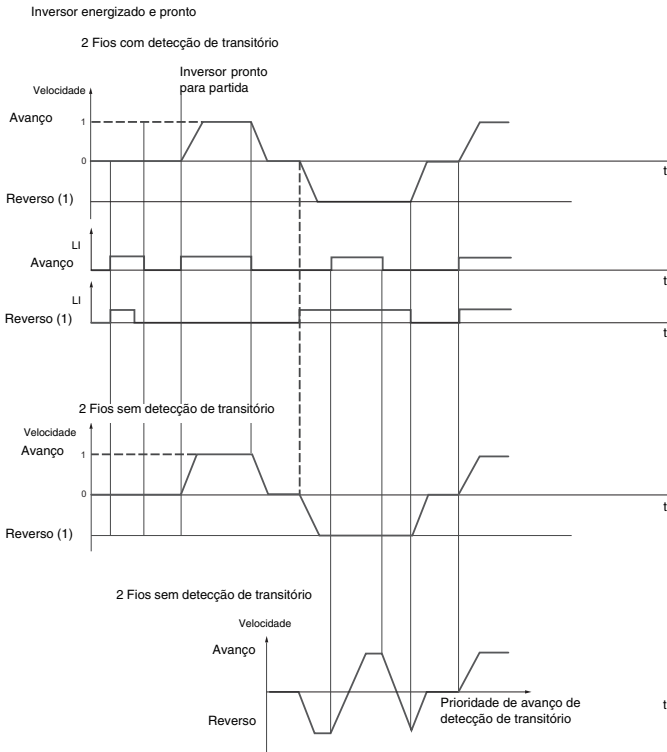 Inversor energizado e pronto
2 Fios com detecção de transitório
Inversor pronto
para partida
Velocidade
Avanço
1
0
t
Reverso (1)
LI
Avanço
t
LI
Reverso (1)
t
2 Fios sem detecção de transitório
Velocidade
Avanço
1
0
t
Reverso (1)
2 Fios sem detecção de transitório
Velocidade
Avanço
Prioridade de avanço de
detecção de transitório
t
Reverso